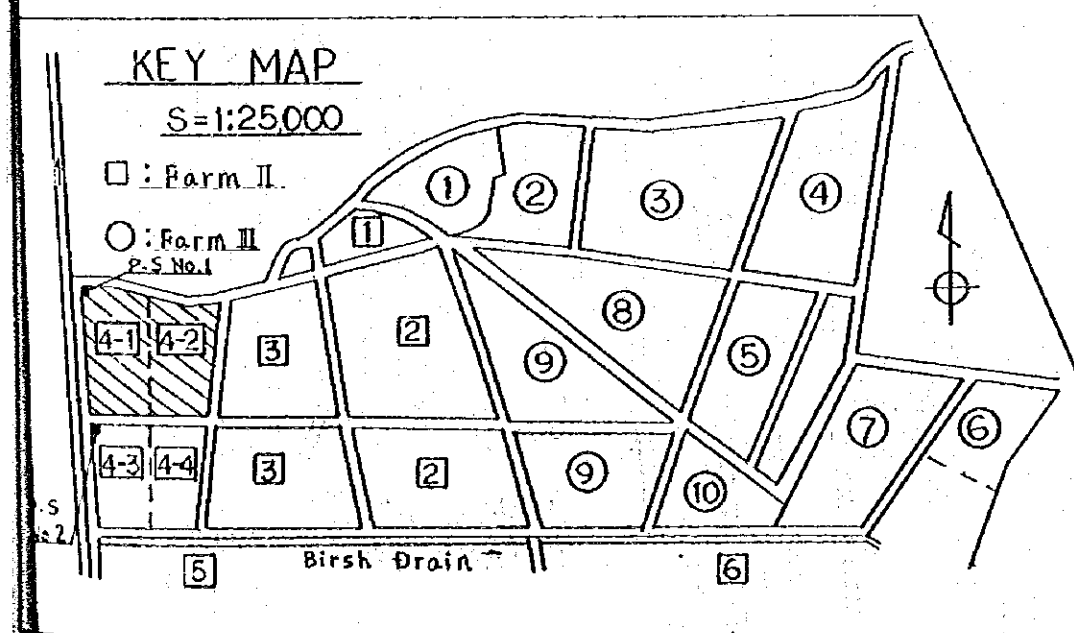 KEY MAP
S=1:25,000
□ : Farm II
○ : Farm III
P.S No.1
1
2
3
4
1
4-1
4-2
3
2
8
9
5
7
6
4-3
4-4
3
2
9
10
.S
No 2
5
Birsh Drain
6